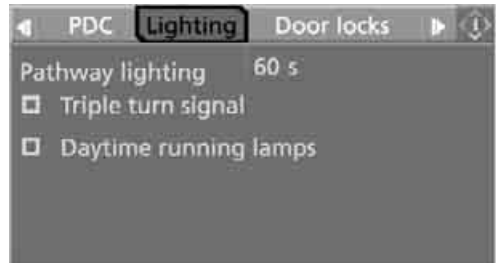 PDC Lighting Door locks
Pathway lighting 60 s
Triple turn signal
Daytime running lamps